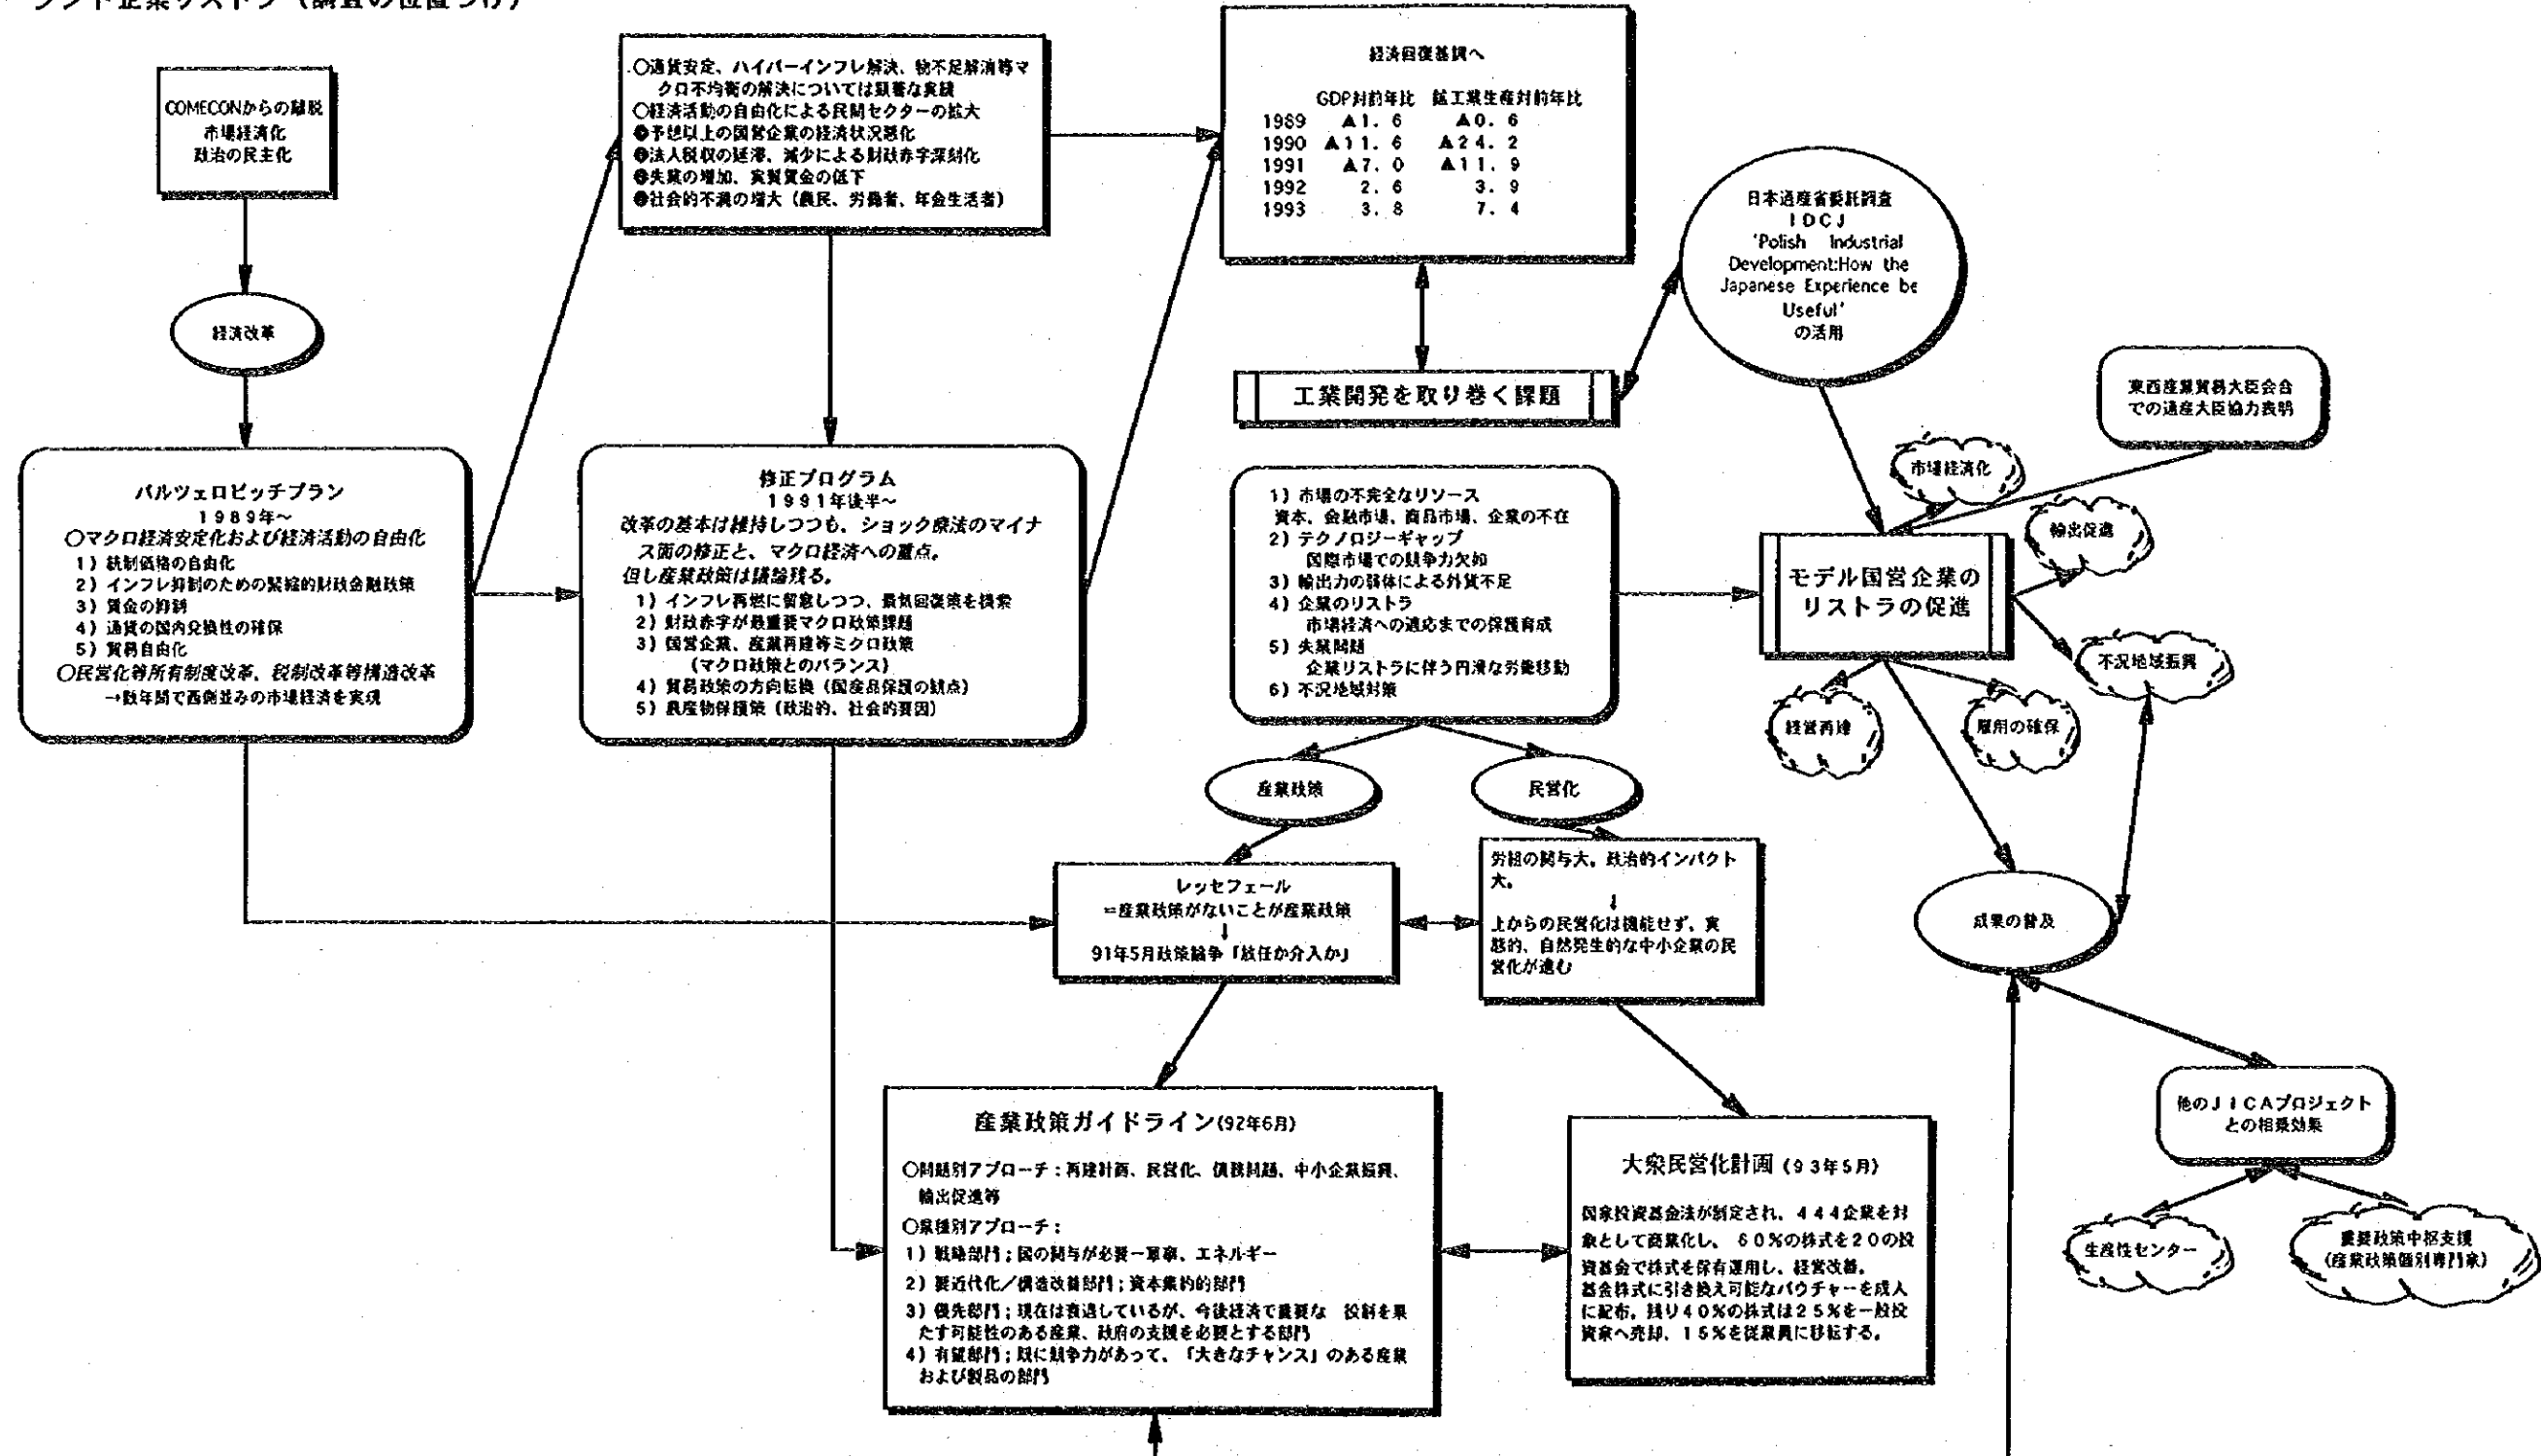 ランド企業リストラ（調査の位置づけ）
COMECONからの離脱
市場経済化
政治の民主化
経済改革
バルツェロビッチプラン
1989年～
○マクロ経済安定化および経済活動の自由化
1）統制価格の自由化
2）インフレ抑制のための緊縮的財政金融政策
3）賃金の抑制
4）通貨の国内兌換性の確保
5）貿易自由化
○民営化等所有制度改革、税制改革等構造改革
→数年間で西側並みの市場経済を実現
○通貨安定、ハイパーインフレ解決、物不足解消等マ
クロ不均衡の解決については顕著な実績
○経済活動の自由化による民間セクターの拡大
●予想以上の国営企業の経済状況悪化
●法人税収の延滞、減少による財政赤字深刻化
●失業の増加、実質賃金の低下
●社会的不満の増大（農民、労働者、年金生活者）
修正プログラム
1991年後半～
改革の基本は維持しつつも、ショック療法のマイナ
ス面の修正と、マクロ経済への重点。
但し産業政策は議論残る。
1）インフレ再燃に留意しつつ、景気回復策を模索
2）財政赤字が最重要マクロ政策課題
3）国営企業、産業再建等ミクロ政策
（マクロ政策とのバランス）
4）貿易政策の方向転換（国産品保護の観点）
5）農産物保護策（政治的、社会的要因）
経済回復基調へ
GDP対前年比 鉱工業生産対前年比
1989 ▲1．6 ▲0．6
1990 ▲11．6 ▲24．2
1991 ▲7．0 ▲11．9
1992 2．6 3．9
1993 3．8 7．4
工業開発を取り巻く課題
1）市場の不完全なリソース
資本、金融市場、商品市場、企業の不在
2）テクノロジーギャップ
国際市場での競争力欠如
3）輸出力の弱体による外貨不足
4）企業のリストラ
市場経済への適応までの保護育成
5）失業問題
企業リストラに伴う円滑な労働移動
6）不況地域対策
産業政策
民営化
レッセフェール
＝産業政策がないことが産業政策
↓
91年5月政策論争「放任か介入か」
労組の関与大。政治的インパクト
大。
↓
上からの民営化は機能せず、実
態的、自然発生的な中小企業の民
営化が進む
産業政策ガイドライン(92年6月)
○問題別アプローチ：再建計画、民営化、債務問題、中小企業振興、
輸出促進等
○業種別アプローチ：
1）戦略部門；国の関与が必要－軍事、エネルギー
2）要近代化／構造改善部門；資本集約的部門
3）優先部門；現在は衰退しているが、今後経済で重要な 役割を果
たす可能性のある産業、政府の支援を必要とする部門
4）有望部門；既に競争力があって、「大きなチャンス」のある産業
および製品の部門
大衆民営化計画（93年5月）
国家投資基金法が制定され、444企業を対
象として商業化し、60％の株式を20の投
資基金で株式を保有運用し、経営改善。
基金株式に引き換え可能なバウチャーを成人
に配布。残り40％の株式は25％を一般投
資家へ売却、15％を従業員に移転する。
日本通産省委託調査
IDCJ
'Polish Industrial
Development:How the
Japanese Experience be
Useful'
の活用
東西産業貿易大臣会合
での通産大臣協力表明
市場経済化
輸出促進
モデル国営企業の
リストラの促進
不況地域振興
経営再建
雇用の確保
成果の普及
他のJICAプロジェクト
との相乗効果
生産性センター
重要政策中枢支援
（産業政策個別専門家）